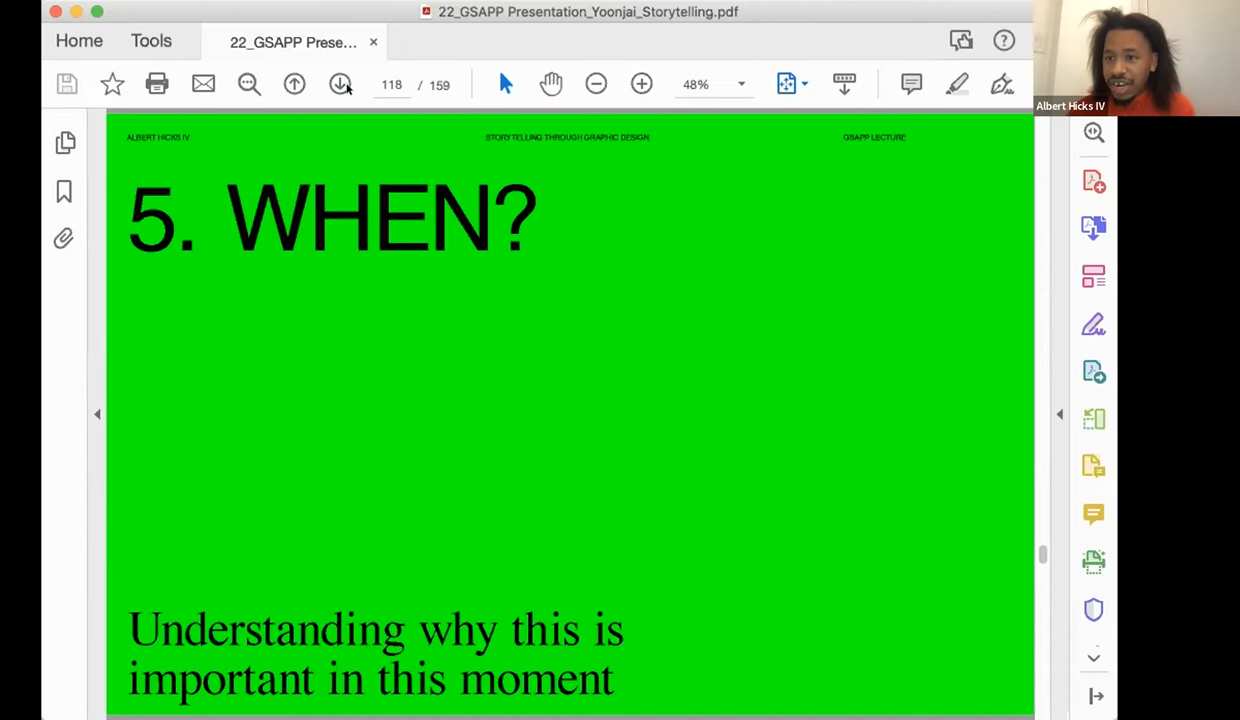 22_GSAPP Presentation_Yoonjai_Storytelling.pdf
Home Tools 22_GSAPP Prese... ×
118 / 159 48%
Albert Hicks IV
ALBERT HICKS IV STORYTELLING THROUGH GRAPHIC DESIGN GSAPP LECTURE
5. WHEN?
Understanding why this is
important in this moment